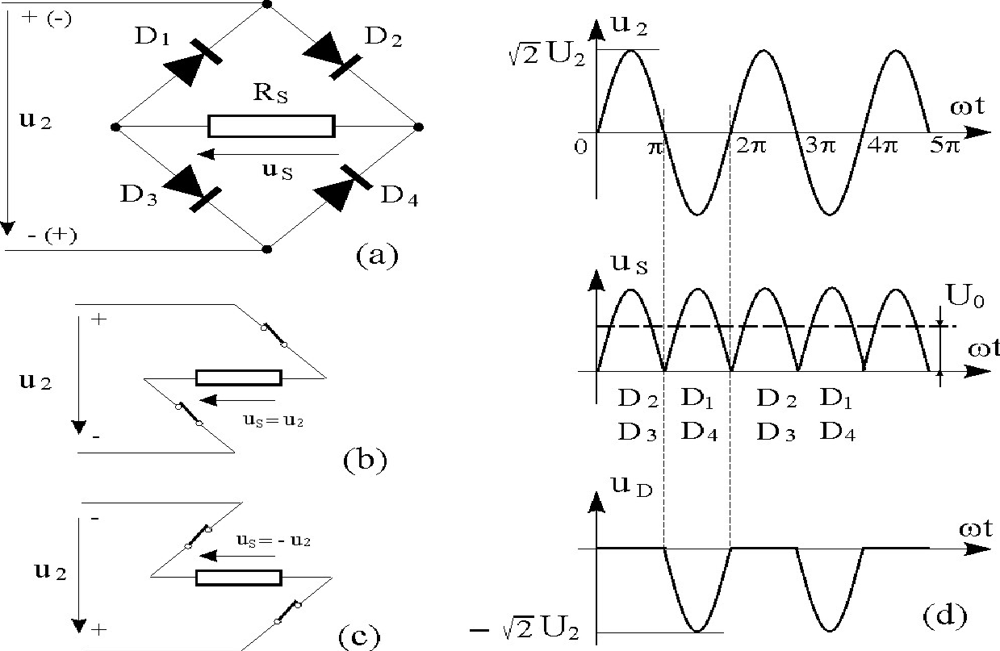 + (-)
D1
D2
RS
u2
uS
D3
D4
- (+)
(a)
+
u2
uS = u2
-
(b)
-
uS = - u2
u2
+
(c)
u2
√2 U2
ωt
0
π
2π
3π
4π
5π
uS
U0
ωt
D2 D1 D2 D1
D3 D4 D3 D4
uD
ωt
- √2 U2
(d)